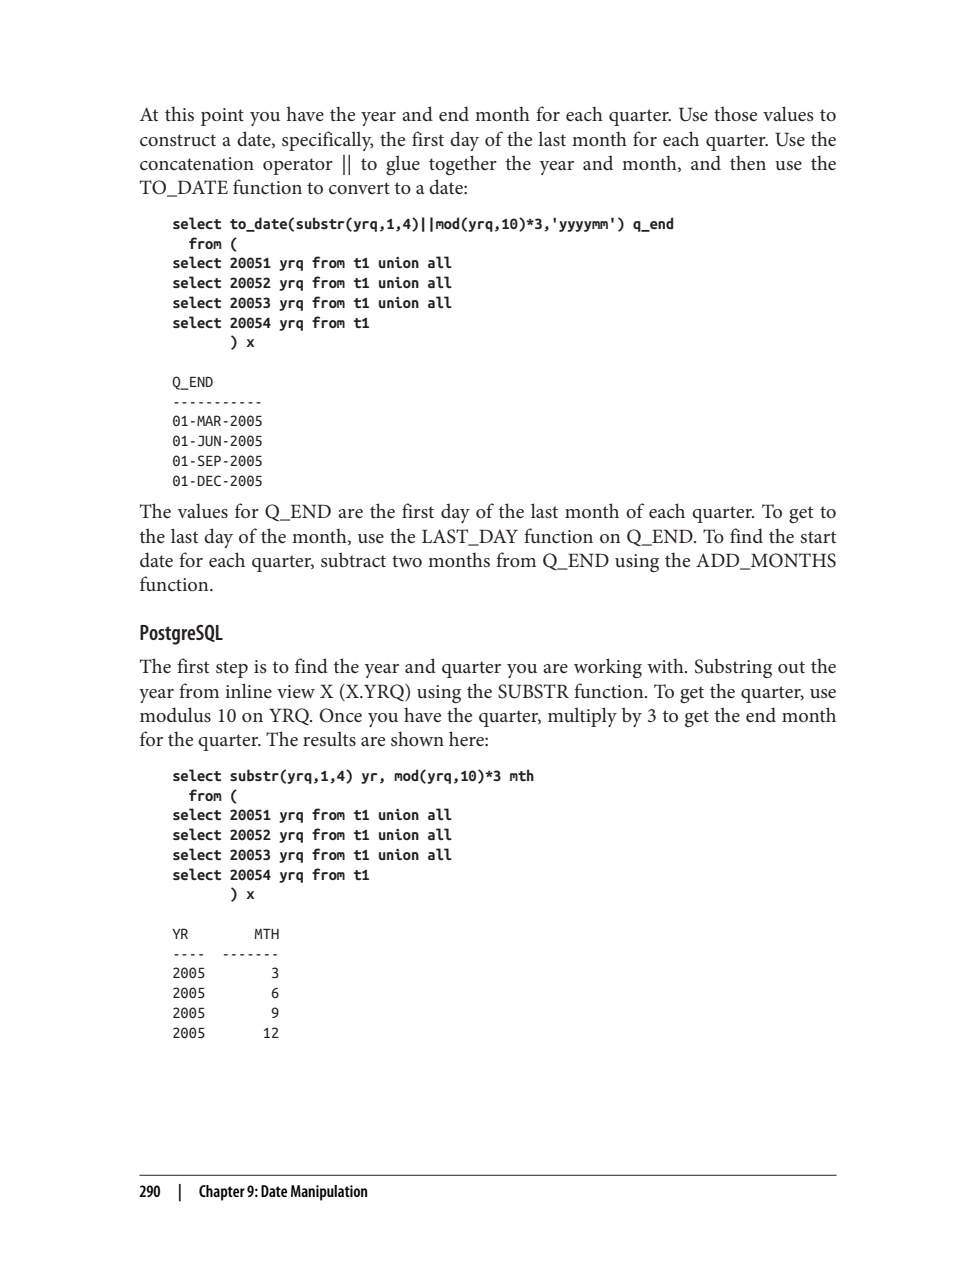 At this point you have the year and end month for each quarter. Use those values to
construct a date, specifically, the first day of the last month for each quarter. Use the
concatenation operator || to glue together the year and month, and then use the
TO_DATE function to convert to a date:
select to_date(substr(yrq,1,4)||mod(yrq,10)*3,'yyyymm') q_end
from (
select 20051 yrq from t1 union all
select 20052 yrq from t1 union all
select 20053 yrq from t1 union all
select 20054 yrq from t1
) x
Q_END
-----------
01-MAR-2005
01-JUN-2005
01-SEP-2005
01-DEC-2005
The values for Q_END are the first day of the last month of each quarter. To get to
the last day of the month, use the LAST_DAY function on Q_END. To find the start
date for each quarter, subtract two months from Q_END using the ADD_MONTHS
function.
PostgreSQL
The first step is to find the year and quarter you are working with. Substring out the
year from inline view X (X.YRQ) using the SUBSTR function. To get the quarter, use
modulus 10 on YRQ. Once you have the quarter, multiply by 3 to get the end month
for the quarter. The results are shown here:
select substr(yrq,1,4) yr, mod(yrq,10)*3 mth
from (
select 20051 yrq from t1 union all
select 20052 yrq from t1 union all
select 20053 yrq from t1 union all
select 20054 yrq from t1
) x
YR MTH
---- -------
2005 3
2005 6
2005 9
2005 12
290 | Chapter 9: Date Manipulation